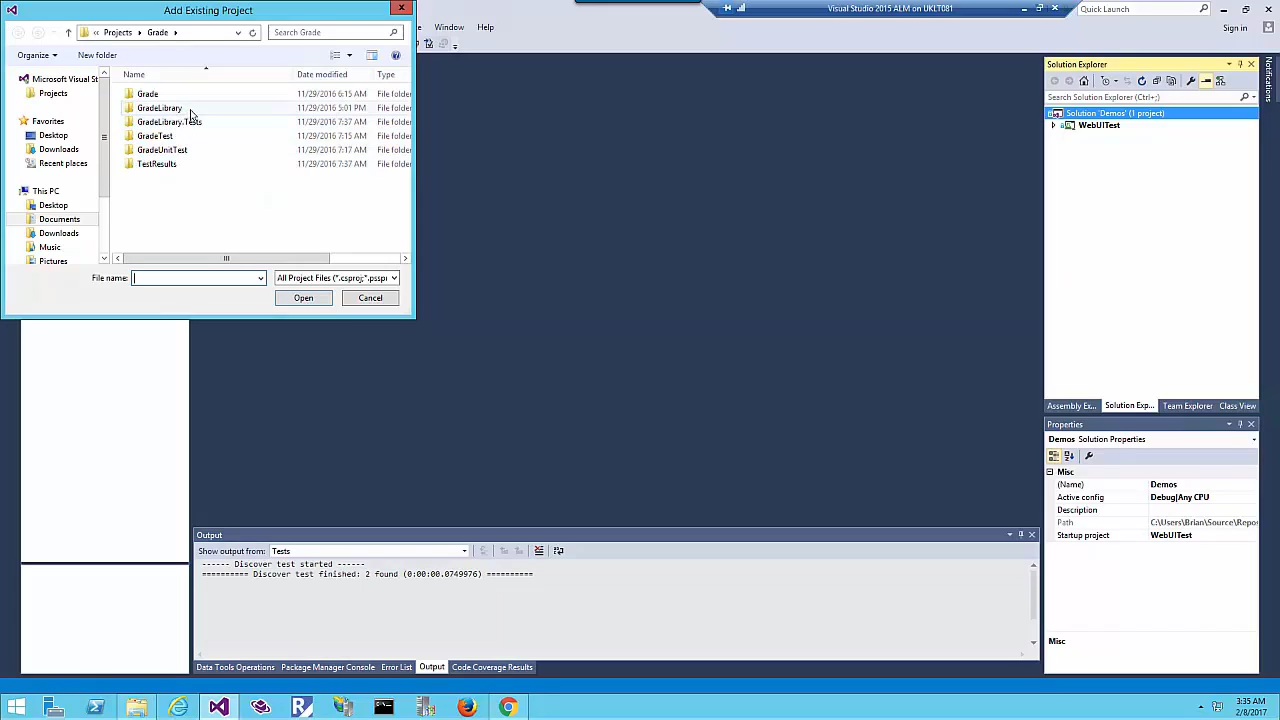 Add Existing Project
Visual Studio 2015 ALM on UKLT081
Quick Launch
Window
Help
Sign in
Projects
Grade
Search Grade
Organize
New folder
Name
Date modified
Type
Microsoft Visual St
Projects
Favorites
Desktop
Downloads
Recent places
This PC
Desktop
Documents
Downloads
Music
Pictures
Grade 11/29/2016 6:15 AM File folder
GradeLibrary 11/29/2016 5:01 PM File folder
GradeLibrary.Tests 11/29/2016 7:37 AM File folder
GradeTest 11/29/2016 7:15 AM File folder
GradeUnitTest 11/29/2016 7:17 AM File folder
TestResults 11/29/2016 7:37 AM File folder
File name:
All Project Files (*.csproj;*.psspr
Open
Cancel
Notifications
Solution Explorer
Search Solution Explorer (Ctrl+;)
Solution 'Demos' (1 project)
WebUITest
Assembly Ex...
Solution Exp...
Team Explorer
Class View
Properties
Demos Solution Properties
Misc
(Name) Demos
Active config Debug|Any CPU
Description
Path C:\Users\Brian\Source\Repos
Startup project WebUITest
Misc
Output
Show output from: Tests
------ Discover test started ------
========== Discover test finished: 2 found (0:00:00.0749976) ==========
Data Tools Operations
Package Manager Console
Error List
Output
Code Coverage Results
3:35 AM
2/8/2017